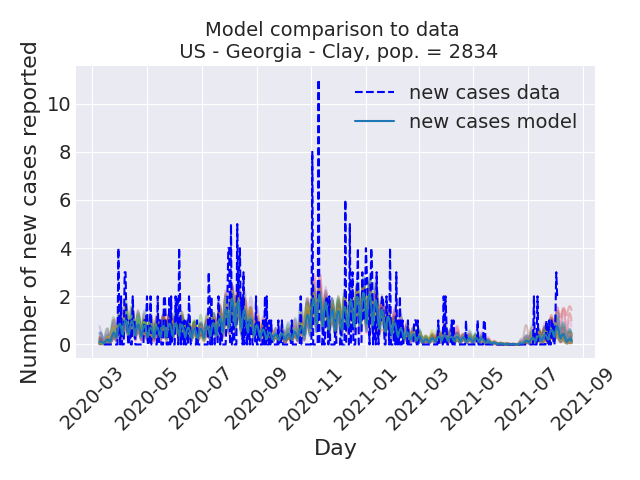 Model comparison to data
US - Georgia - Clay, pop. = 2834
Number of new cases reported
10
8
6
4
2
0
new cases data
new cases model
2020-03
2020-05
2020-07
2020-09
2020-11
2021-01
2021-03
2021-05
2021-07
2021-09
Day